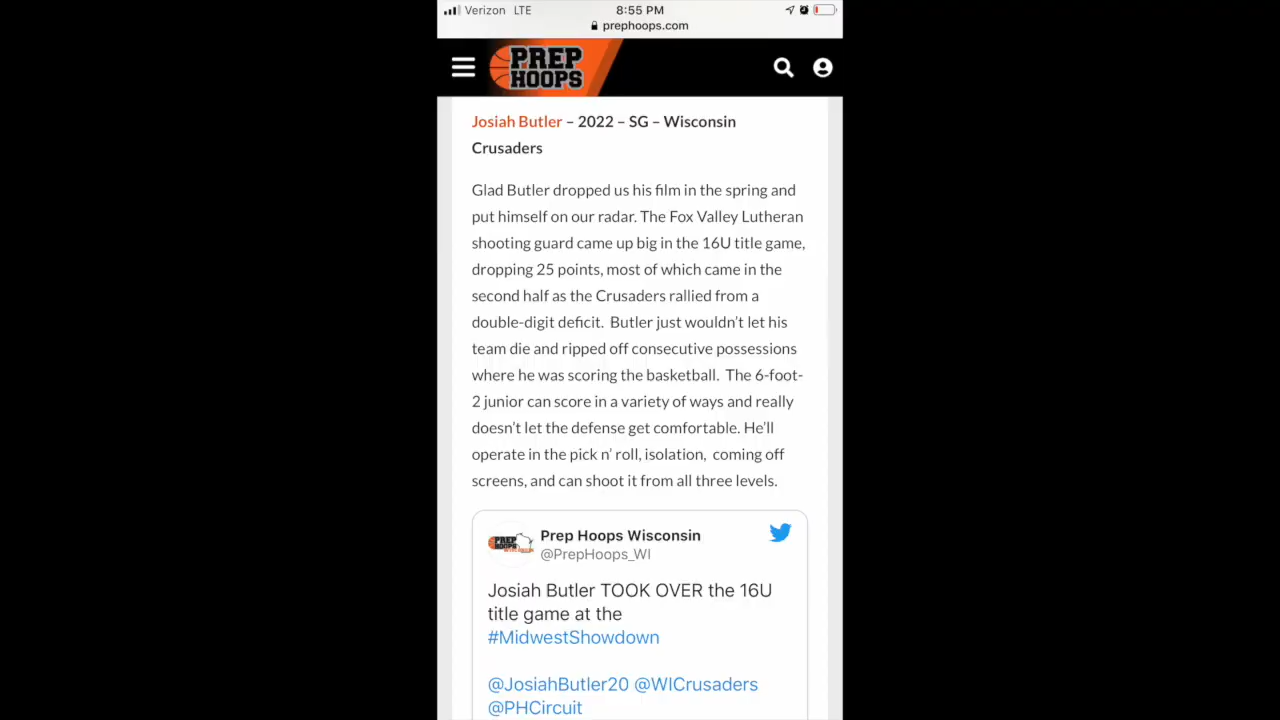 Verizon LTE 8:55 PM
prephoops.com
PREP
HOOPS
Josiah Butler – 2022 – SG – Wisconsin
Crusaders
Glad Butler dropped us his film in the spring and
put himself on our radar. The Fox Valley Lutheran
shooting guard came up big in the 16U title game,
dropping 25 points, most of which came in the
second half as the Crusaders rallied from a
double-digit deficit.  Butler just wouldn’t let his
team die and ripped off consecutive possessions
where he was scoring the basketball.  The 6-foot-
2 junior can score in a variety of ways and really
doesn’t let the defense get comfortable. He’ll
operate in the pick n’ roll, isolation,  coming off
screens, and can shoot it from all three levels.
PREP
HOOPS
WISCONSIN
Prep Hoops Wisconsin
@PrepHoops_WI
Josiah Butler TOOK OVER the 16U
title game at the
#MidwestShowdown
@JosiahButler20 @WICrusaders
@PHCircuit